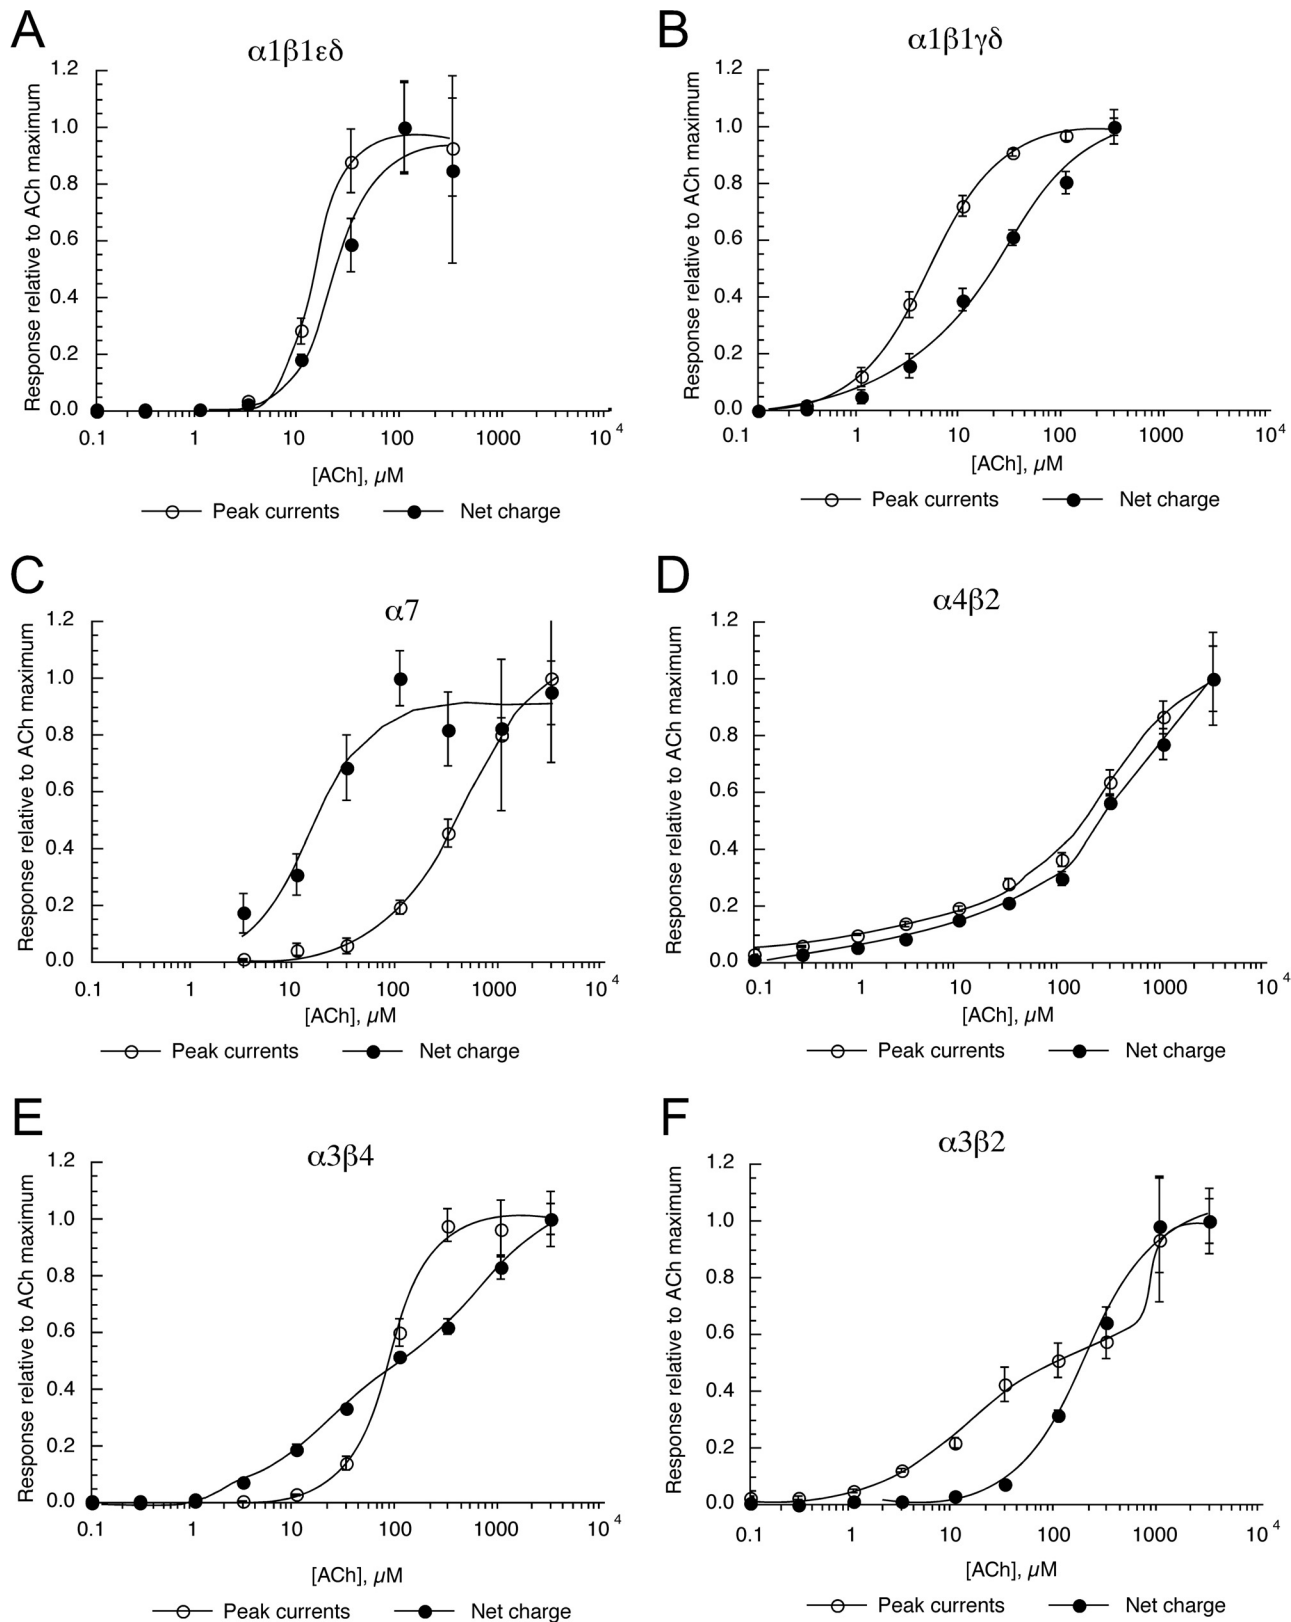 A
α1β1εδ
Response relative to ACh maximum
1.2
1.0
0.8
0.6
0.4
0.2
0.0
0.1 1 10 100 1000 10 4
[ACh], µM
Peak currents Net charge
B
α1β1γδ
Response relative to ACh maximum
1.2
1.0
0.8
0.6
0.4
0.2
0.0
0.1 1 10 100 1000 10 4
[ACh], µM
Peak currents Net charge
C
α7
Response relative to ACh maximum
1.2
1.0
0.8
0.6
0.4
0.2
0.0
0.1 1 10 100 1000 10 4
[ACh], µM
Peak currents Net charge
D
α4β2
Response relative to ACh maximum
1.2
1.0
0.8
0.6
0.4
0.2
0.0
0.1 1 10 100 1000 10 4
[ACh], µM
Peak currents Net charge
E
α3β4
Response relative to ACh maximum
1.2
1.0
0.8
0.6
0.4
0.2
0.0
0.1 1 10 100 1000 10 4
[ACh], µM
Peak currents Net charge
F
α3β2
Response relative to ACh maximum
1.2
1.0
0.8
0.6
0.4
0.2
0.0
0.1 1 10 100 1000 10 4
[ACh], µM
Peak currents Net charge